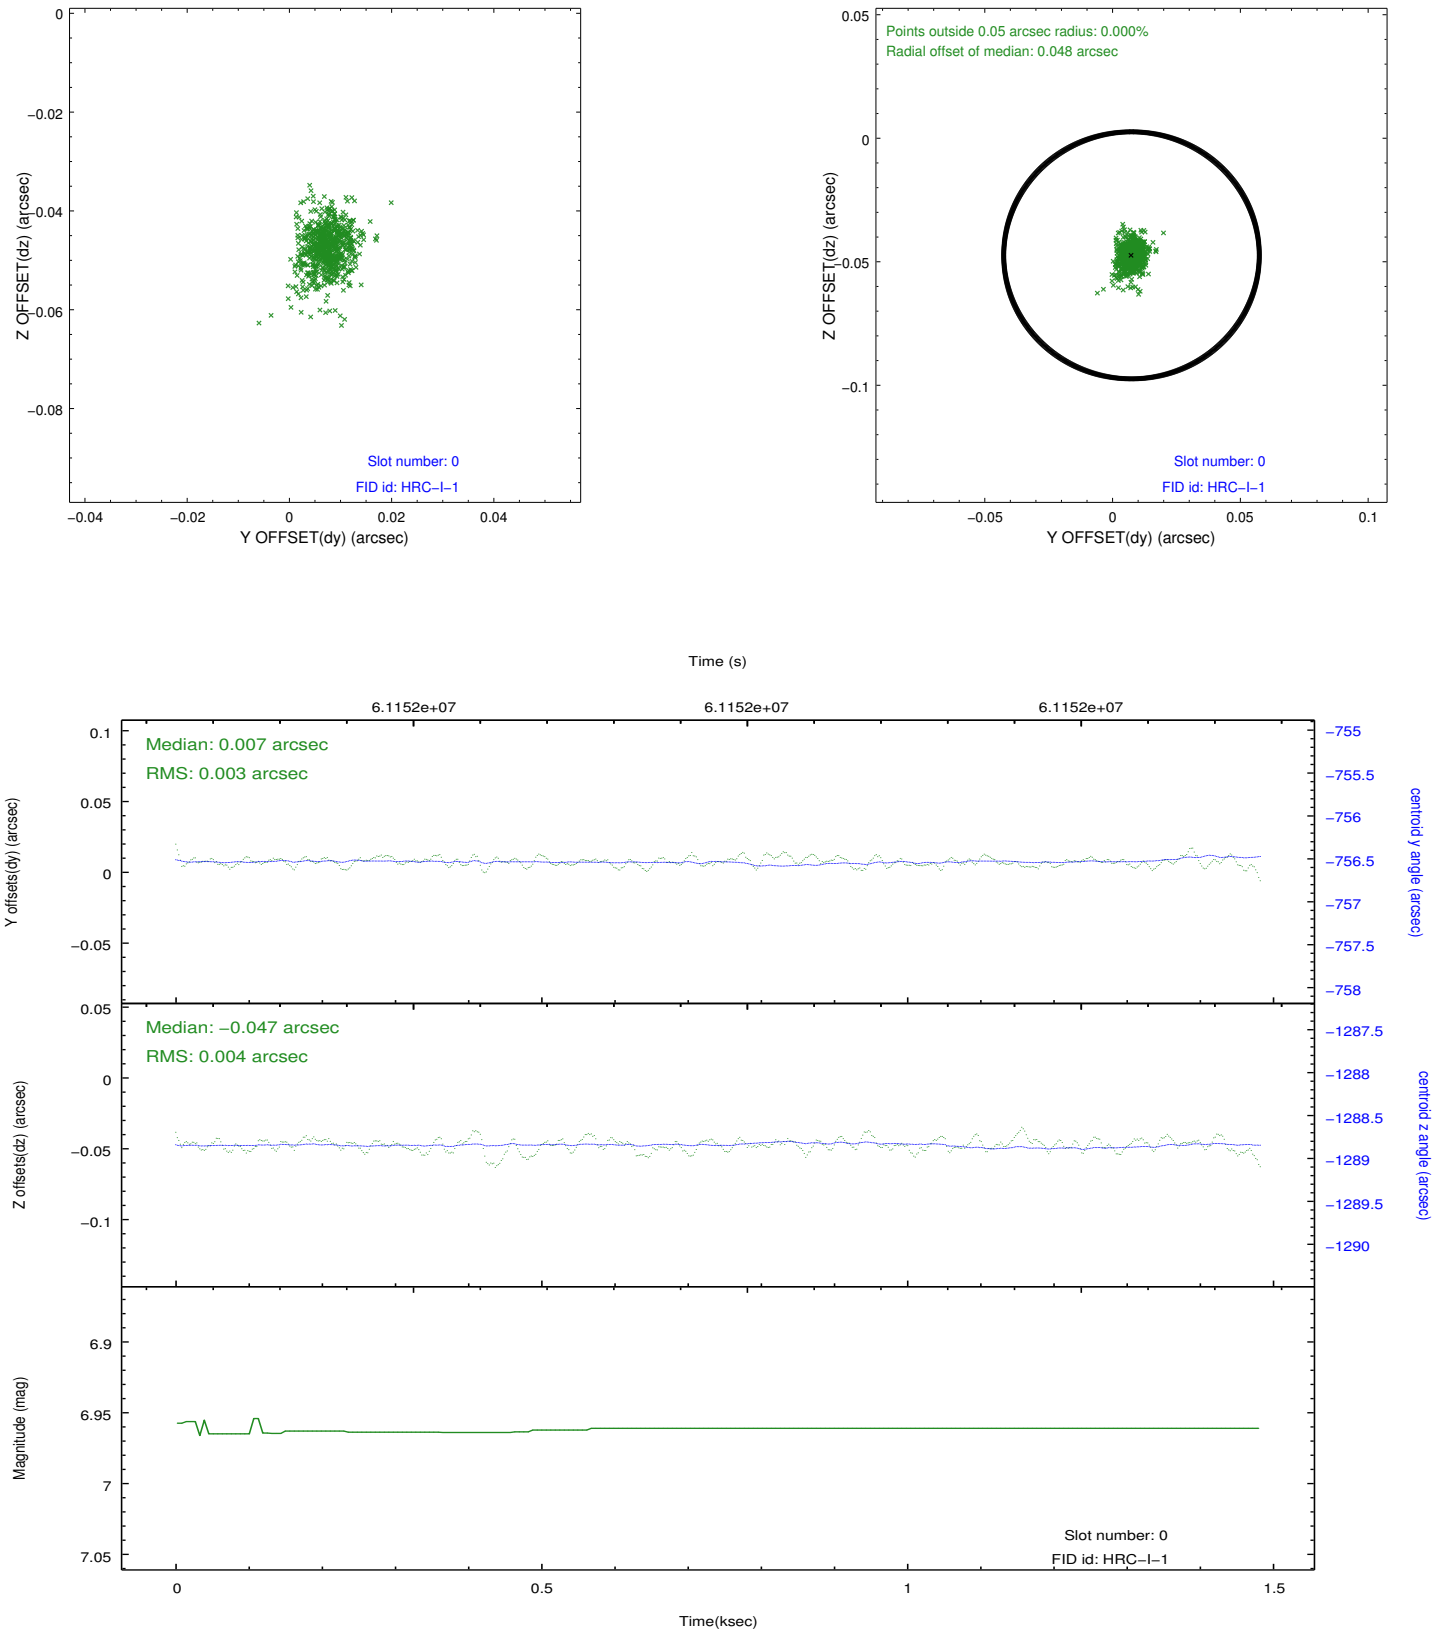 0
−0.02
−0.04
−0.06
−0.08
Z OFFSET(dz) (arcsec)
Slot number: 0
FID id: HRC−I−1
−0.04
−0.02
0
0.02
0.04
Y OFFSET(dy) (arcsec)
Points outside 0.05 arcsec radius: 0.000%
Radial offset of median: 0.048 arcsec
0.05
0
−0.05
−0.1
Z OFFSET(dz) (arcsec)
Slot number: 0
FID id: HRC−I−1
−0.05
0
0.05
0.1
Y OFFSET(dy) (arcsec)
Time (s)
6.1152e+07
6.1152e+07
6.1152e+07
Median: 0.007 arcsec
RMS: 0.003 arcsec
0.1
0.05
0
−0.05
Y offsets(dy) (arcsec)
−755
−755.5
−756
−756.5
−757
−757.5
−758
centroid y angle (arcsec)
Median: −0.047 arcsec
RMS: 0.004 arcsec
0.05
0
−0.05
−0.1
Z offsets(dz) (arcsec)
−1287.5
−1288
−1288.5
−1289
−1289.5
−1290
centroid z angle (arcsec)
6.9
6.95
7
7.05
Magnitude (mag)
Slot number: 0
FID id: HRC−I−1
0
0.5
1
1.5
Time(ksec)